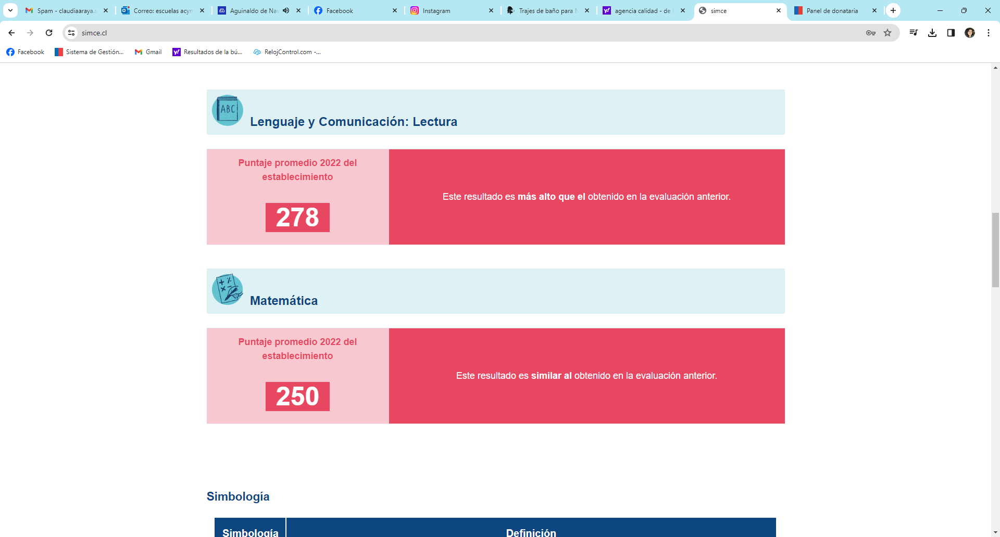 Spam - claudiaaraya.s
Correo: escuelas acyn
Aguinaldo de Nav
Facebook
Instagram
Trajes de baño para N
agencia calidad - de
simce
Panel de donataria
simce.cl
Facebook
Sistema de Gestión...
Gmail
Resultados de la bú...
RelojControl.com -...
ABC
Lenguaje y Comunicación: Lectura
Puntaje promedio 2022 del
establecimiento
278
Este resultado es más alto que el obtenido en la evaluación anterior.
Matemática
Puntaje promedio 2022 del
establecimiento
250
Este resultado es similar al obtenido en la evaluación anterior.
Simbología
Simbología
Definición